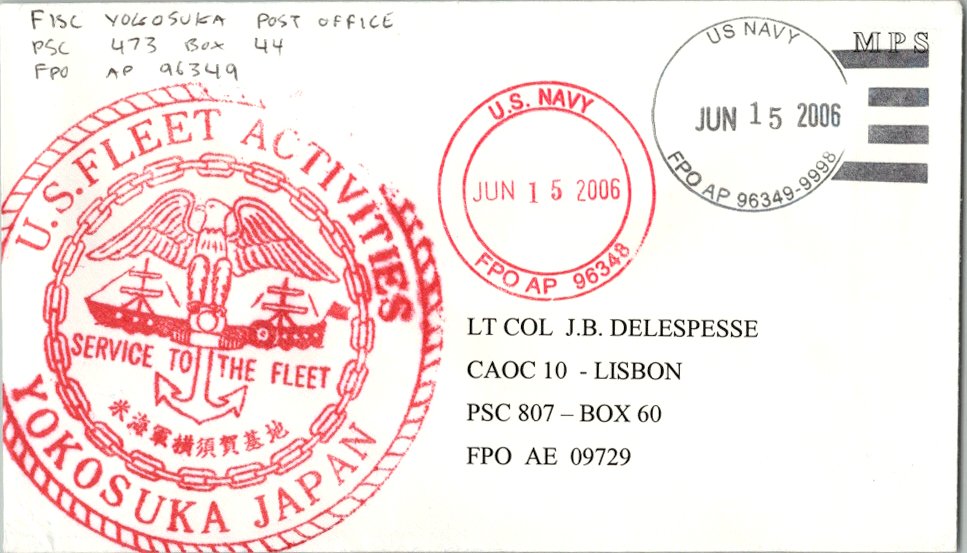 FISC YOKOSUKA POST OFFICE
PSC 473 BOX 44
FPO AP 96349
US NAVY
MPS
JUN 15 2006
FPO AP 96349-9998
U.S. NAVY
JUN 15 2006
FPO AP 96348
U.S. FLEET ACTIVITIES
SERVICE TO THE FLEET
米海軍横須賀基地
YOKOSUKA JAPAN
LT COL J.B. DELESPESSE
CAOC 10 - LISBON
PSC 807 – BOX 60
FPO AE 09729